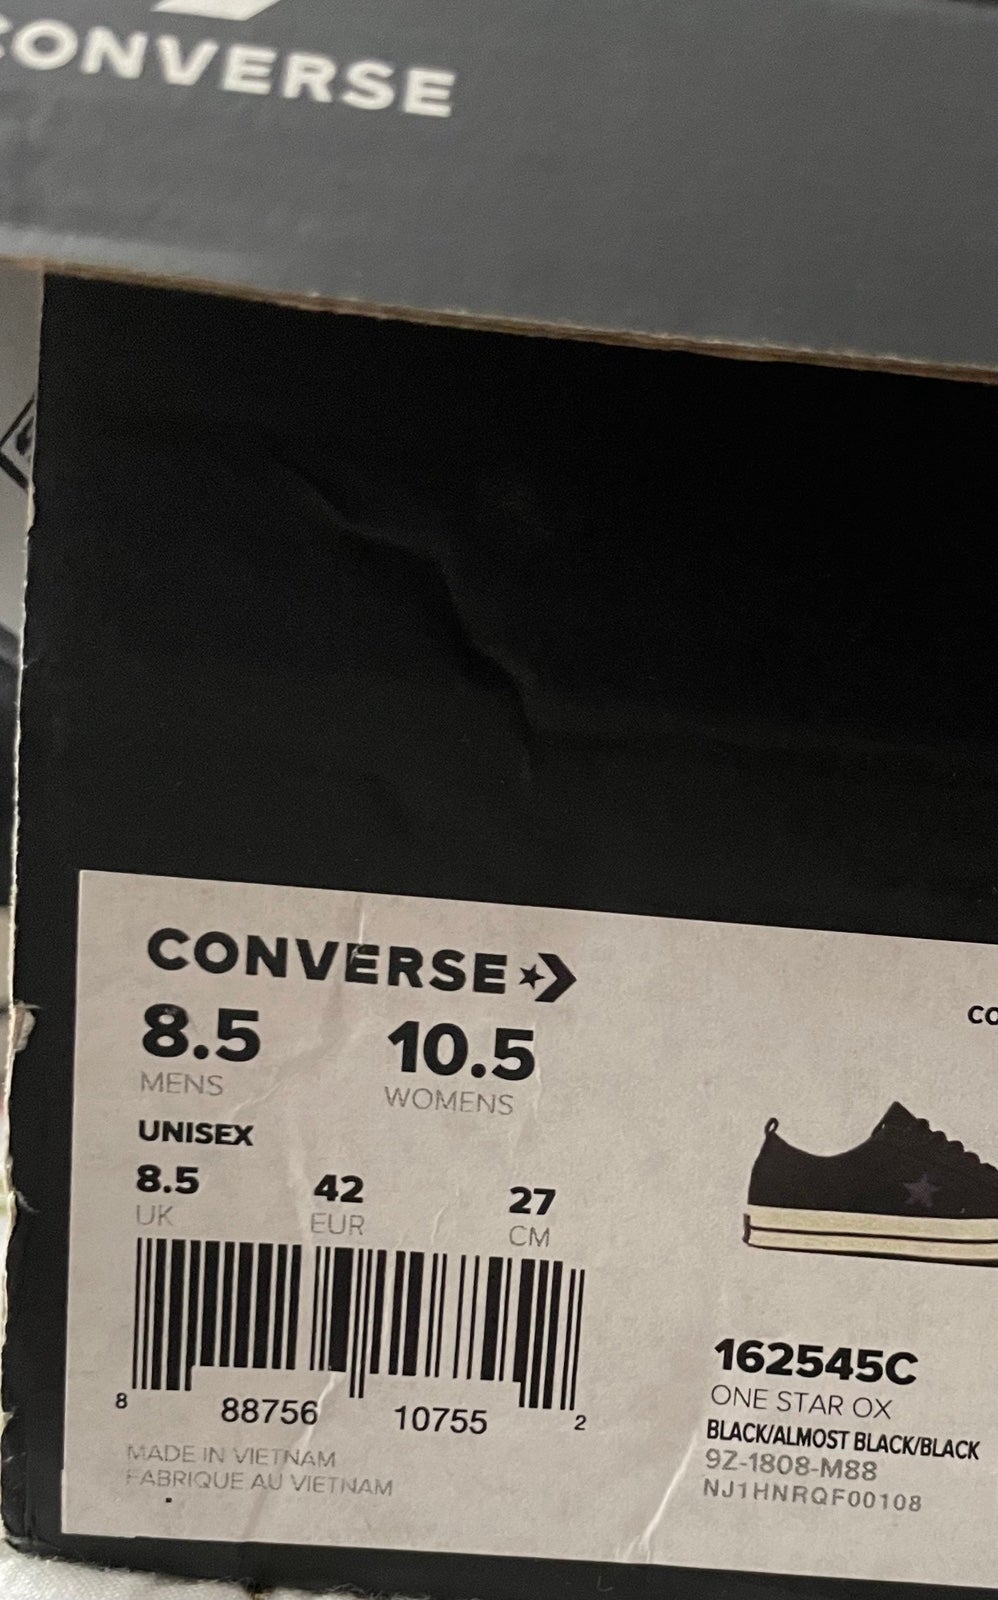 CONVERSE
CONVERSE
8.5 10.5
MENS WOMENS
UNISEX
8.5 42 27
UK EUR CM
8 88756 10755 2
MADE IN VIETNAM
FABRIQUE AU VIETNAM
CO
162545C
ONE STAR OX
BLACK/ALMOST BLACK/BLACK
9Z-1808-M88
NJ1HNRQF00108